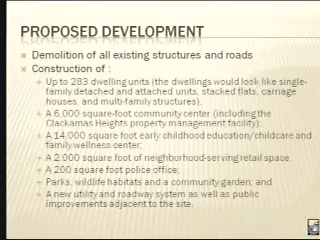 PROPOSED DEVELOPMENT
Demolition of all existing structures and roads
Construction of :
Up to 283 dwelling units (the dwellings would look like single-
family detached and attached units, stacked flats, carriage
houses, and multi-family structures);
A 6,000 square-foot community center (including the
Clackamas Heights property management facility);
A 14,000 square foot early childhood education/childcare and
family wellness center;
A 2,000 square foot of neighborhood-serving retail space;
A 200 square foot police office;
Parks, wildlife habitats and a community garden; and
A new utility and roadway system as well as public
improvements adjacent to the site.